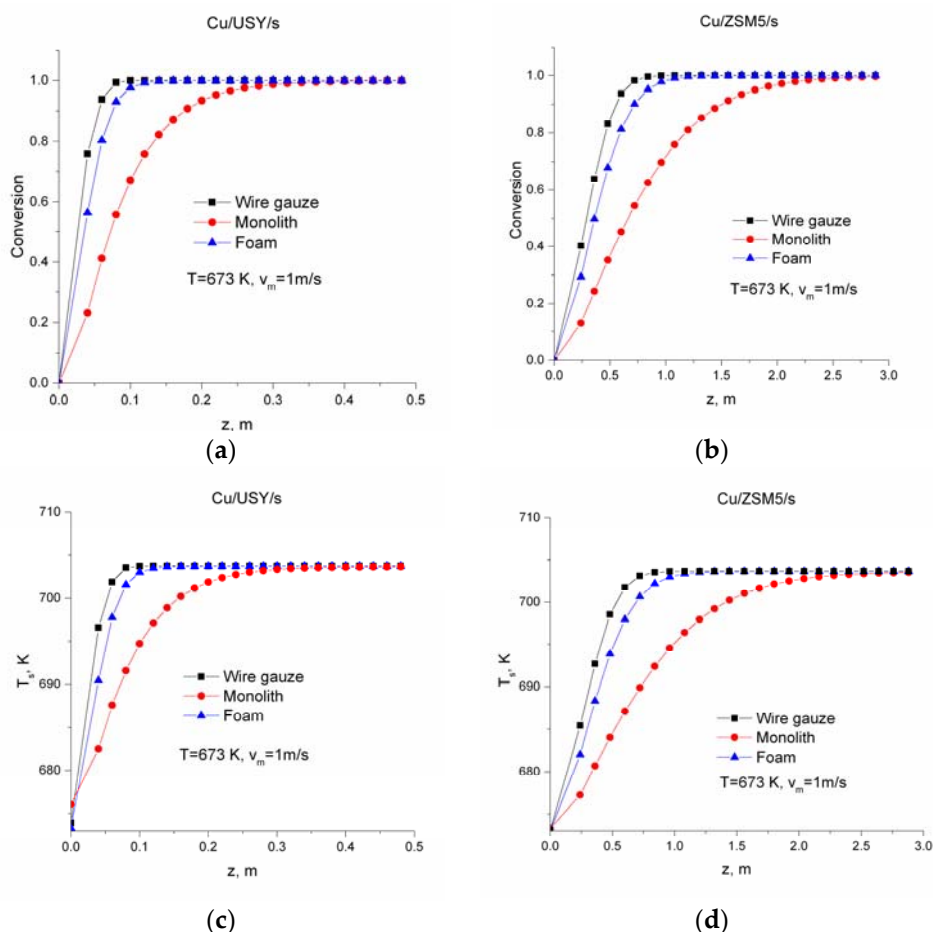 Cu/USY/s
1.0
0.8
0.6
0.4
0.2
0.0
Conversion
Wire gauze
Monolith
Foam
T=673 K, vm=1m/s
0.0 0.1 0.2 0.3 0.4 0.5
z, m
(a)
Cu/ZSM5/s
1.0
0.8
0.6
0.4
0.2
0.0
Conversion
Wire gauze
Monolith
Foam
T=673 K, vm=1m/s
0.0 0.5 1.0 1.5 2.0 2.5 3.0
z, m
(b)
Cu/USY/s
710
700
690
680
Ts, K
Wire gauze
Monolith
Foam
T=673 K, vm=1m/s
0.0 0.1 0.2 0.3 0.4 0.5
z, m
(c)
Cu/ZSM5/s
710
700
690
680
Ts, K
Wire gauze
Monolith
Foam
T=673 K, vm=1m/s
0.0 0.5 1.0 1.5 2.0 2.5 3.0
z, m
(d)